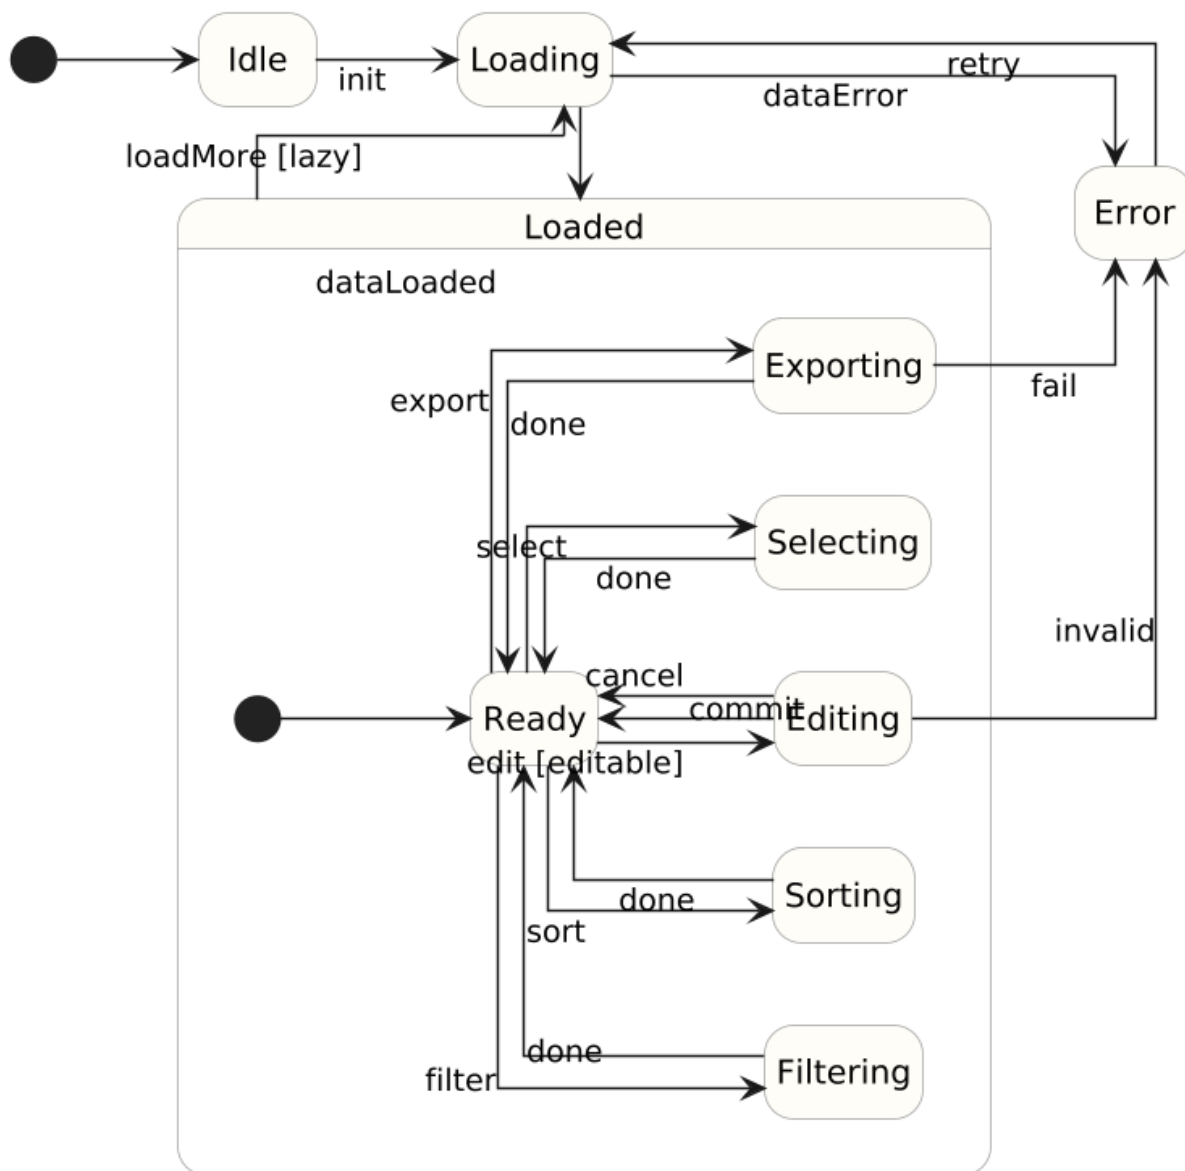 Idle
init
Loading
retry
dataError
loadMore [lazy]
Error
Loaded
dataLoaded
Exporting
export
done
fail
select
Selecting
done
invalid
cancel
Ready
commit
Editing
edit [editable]
Sorting
done
sort
done
filter
Filtering